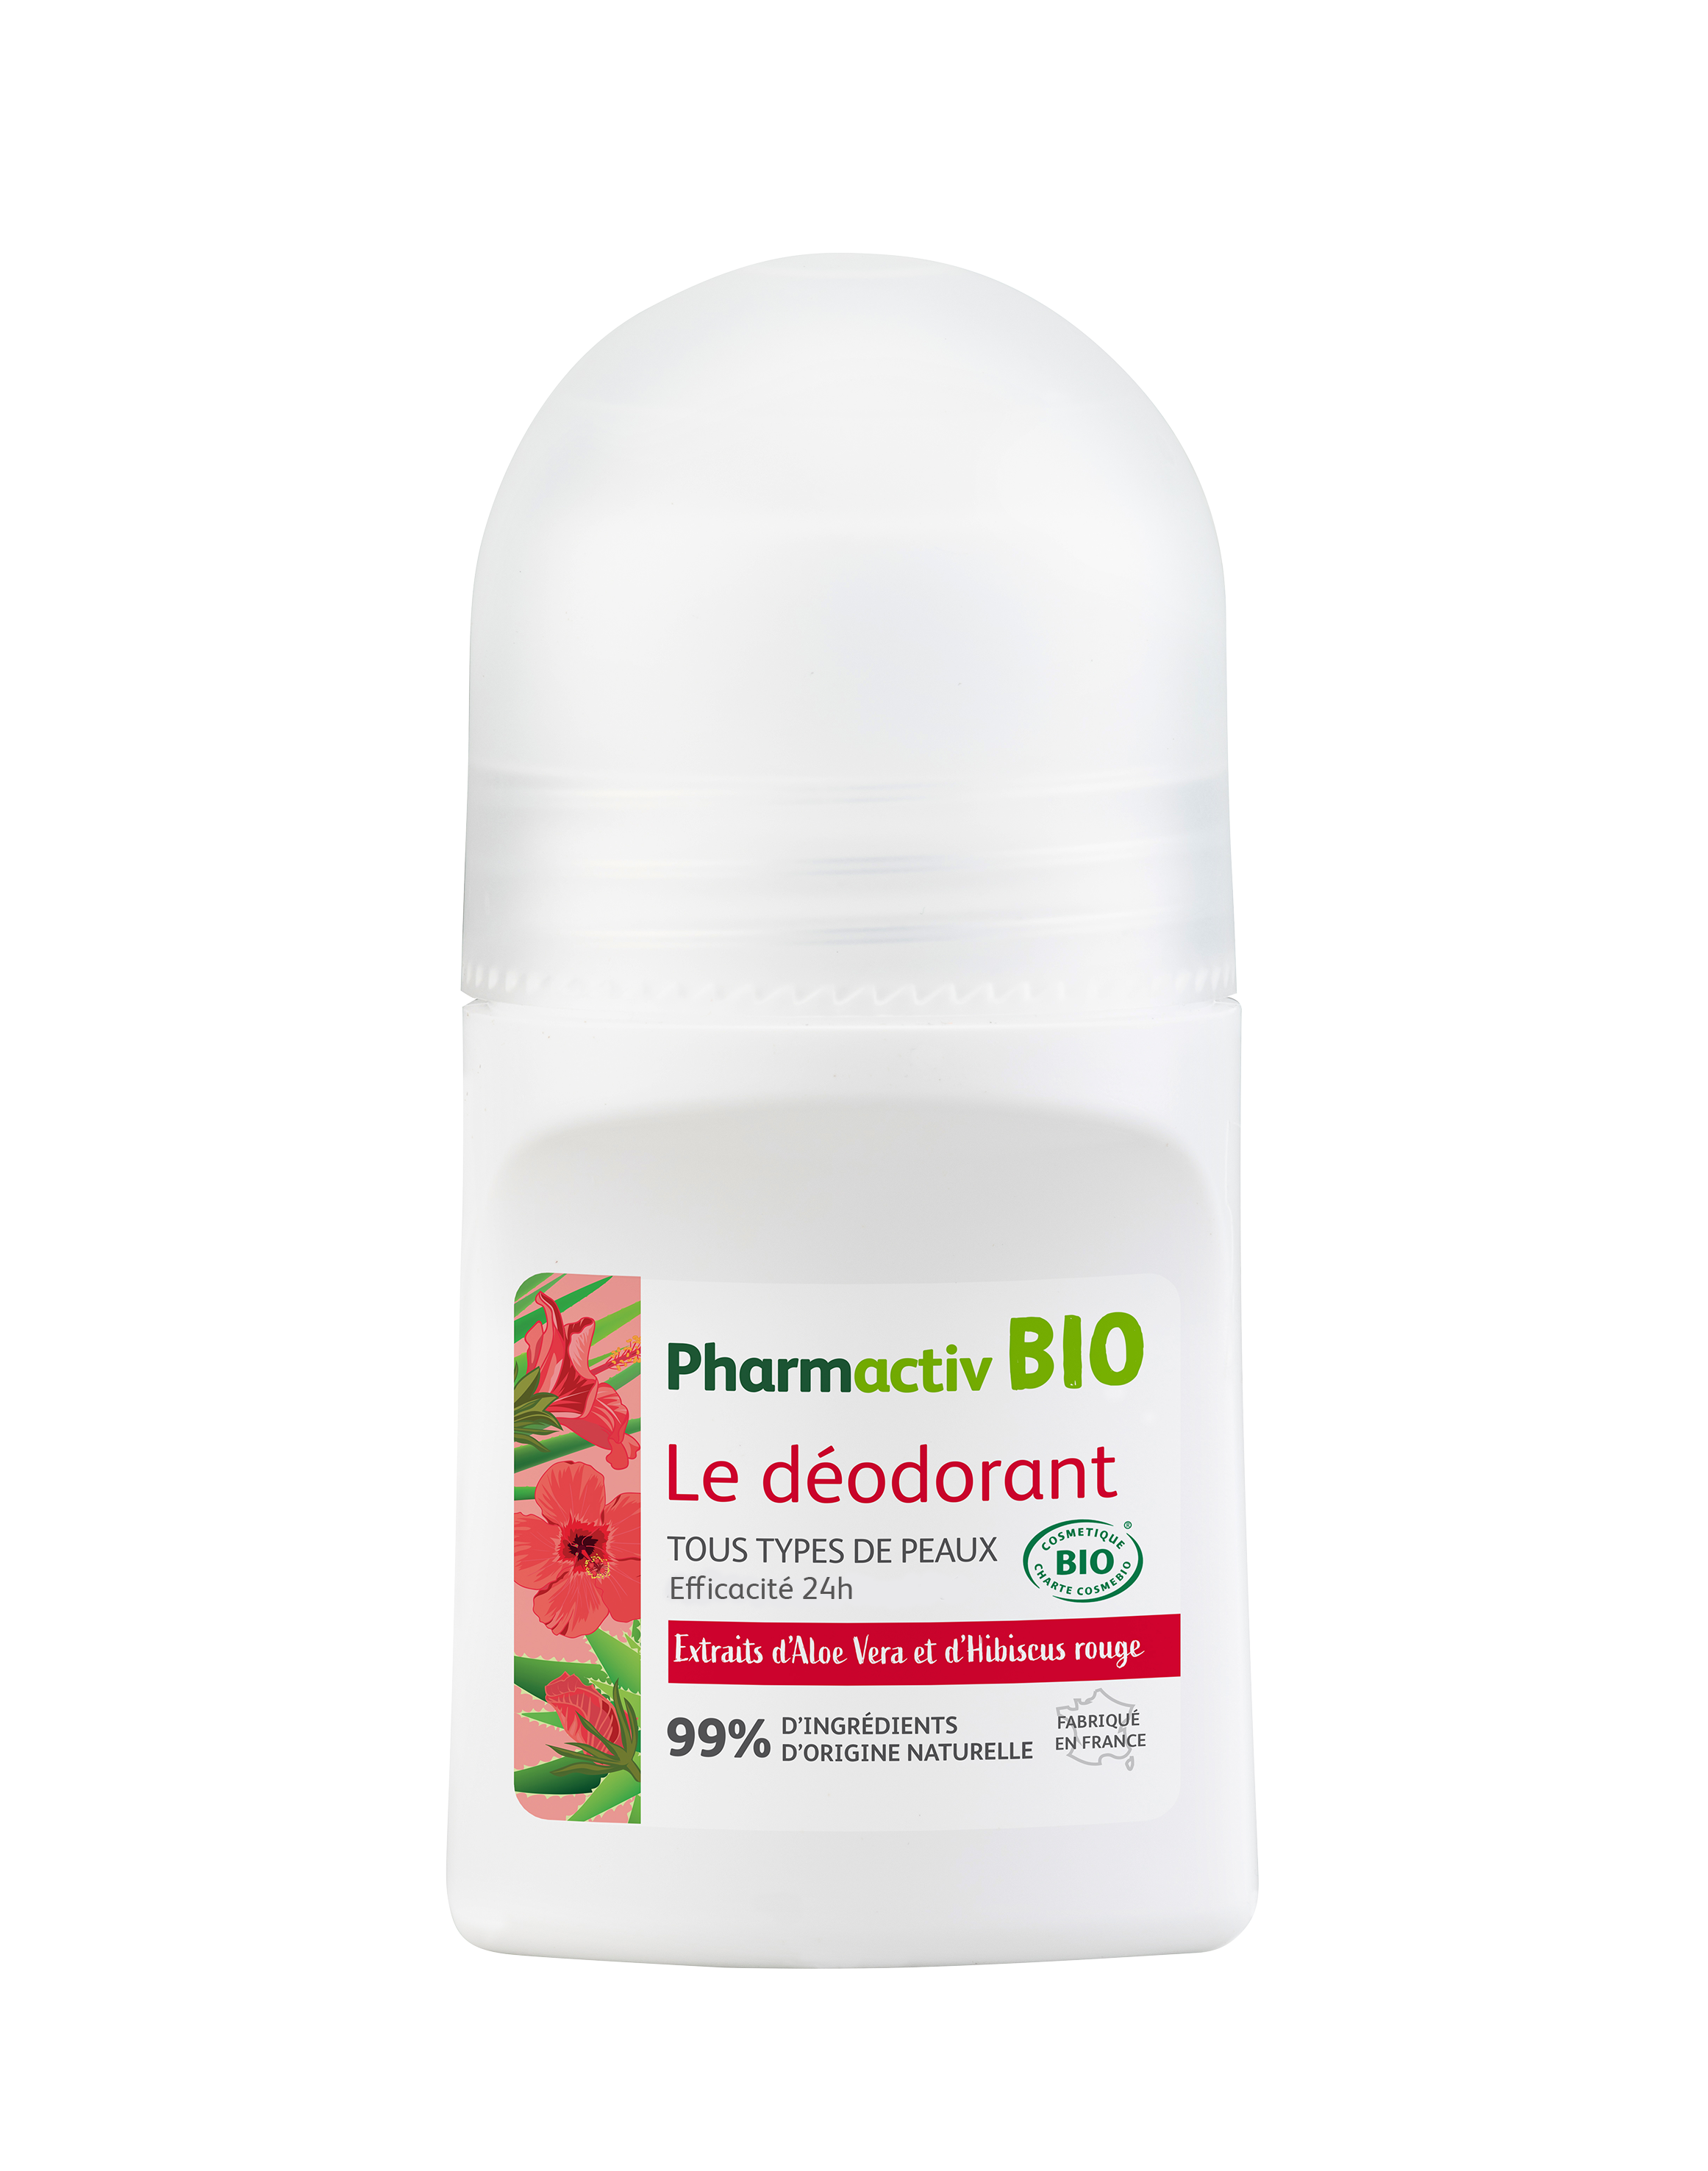 Pharmactiv BIO
Le déodorant
TOUS TYPES DE PEAUX
Efficacité 24h
COSMETIQUE ®
BIO
CHARTE COSMEBIO
Extraits d'Aloe Vera et d'Hibiscus rouge
99% D'INGRÉDIENTS
D'ORIGINE NATURELLE
FABRIQUÉ
EN FRANCE